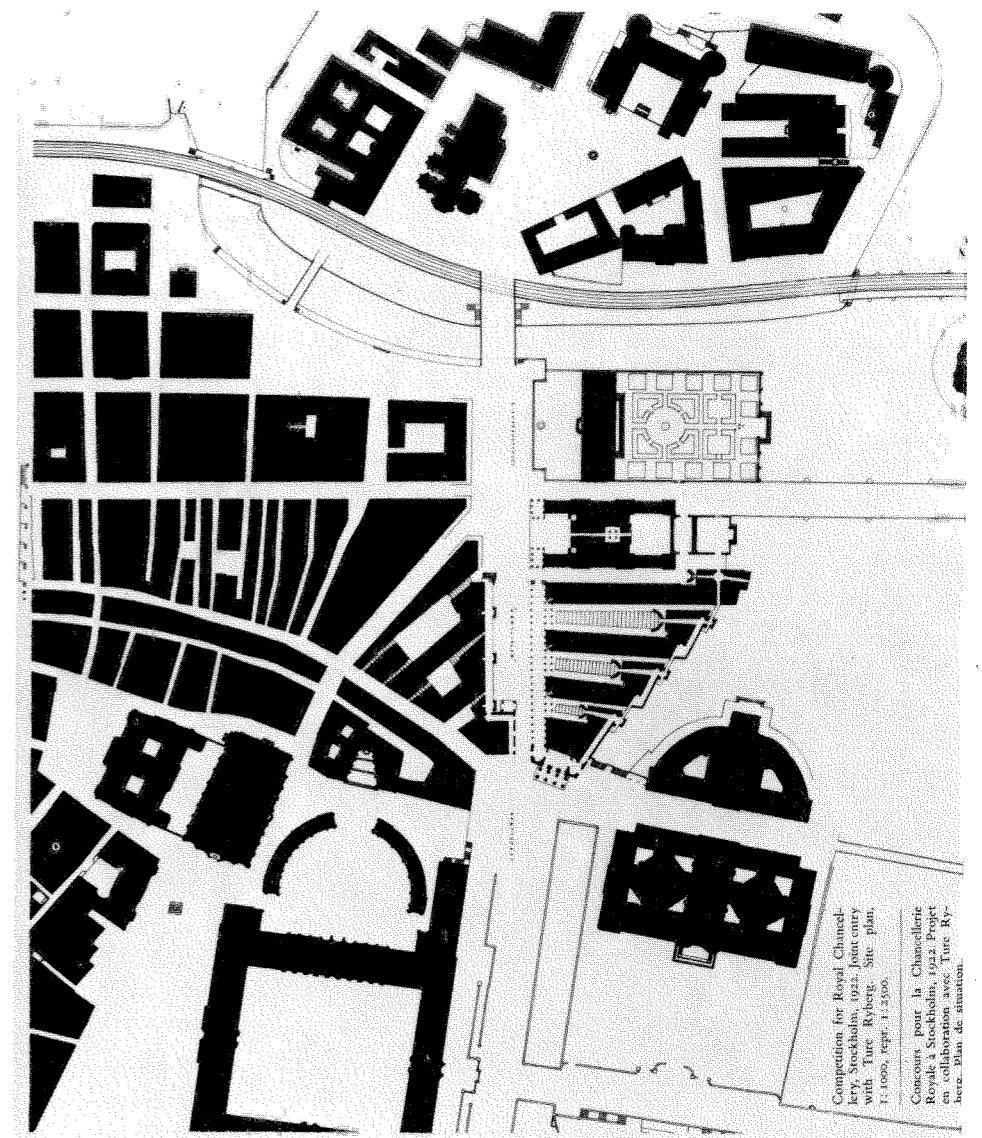 Competition for Royal Chancel-
lery, Stockholm, 1922. Joint entry
with Ture Ryberg. Site plan,
1: 1000, repr. 1 : 2500.
Concours pour la Chancellerie
Royale à Stockholm, 1922. Projet
en collaboration avec Ture Ry-
berg. Plan de situation.